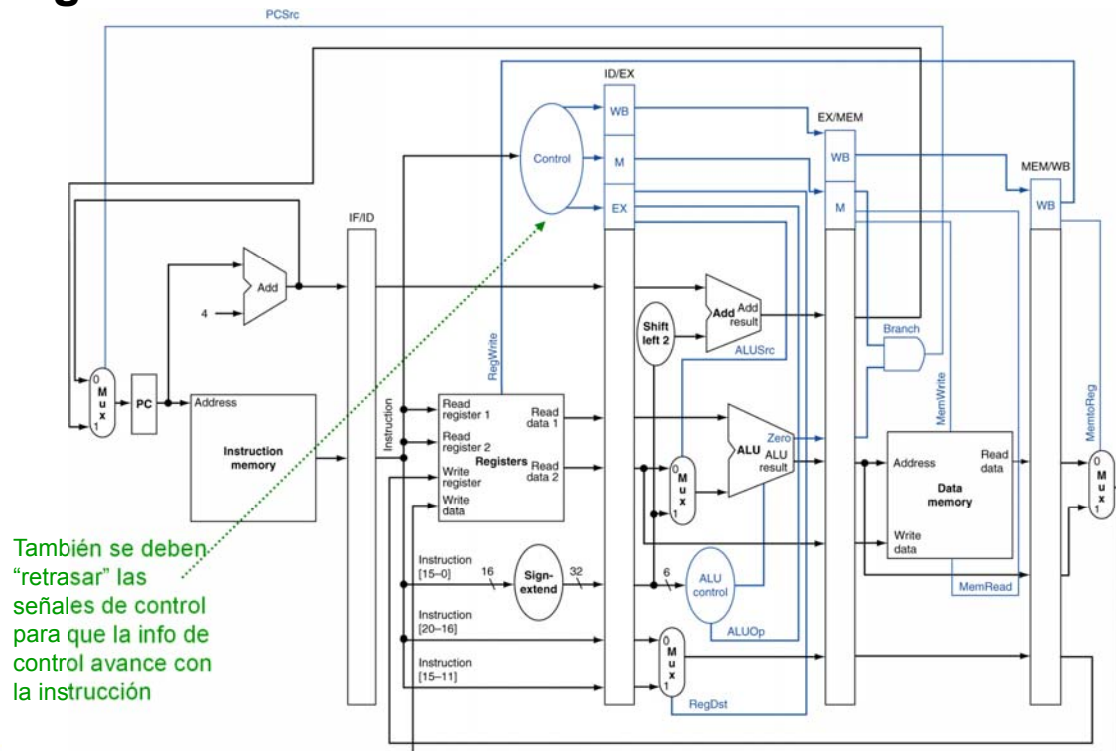 PCSrc
ID/EX
WB
EX/MEM
Control
M
WB
MEM/WB
EX
M
WB
IF/ID
Add
4
Add
Add
result
Shift
left 2
Branch
ALUSrc
RegWrite
MemWrite
MemtoReg
0
M
u
x
1
PC
Address
Instruction
memory
Instruction
Read
register 1
Read
register 2
Write
register
Write
data
Registers
Read
data 1
Read
data 2
0
M
u
x
1
ALU
Zero
ALU
result
Address
Write
data
Data
memory
Read
data
MemRead
0
M
u
x
1
Instruction
[15–0]
16
Sign-
extend
32
6
ALU
control
ALUOp
Instruction
[20–16]
Instruction
[15–11]
0
M
u
x
1
RegDst
También se deben
“retrasar” las
señales de control
para que la info de
control avance con
la instrucción